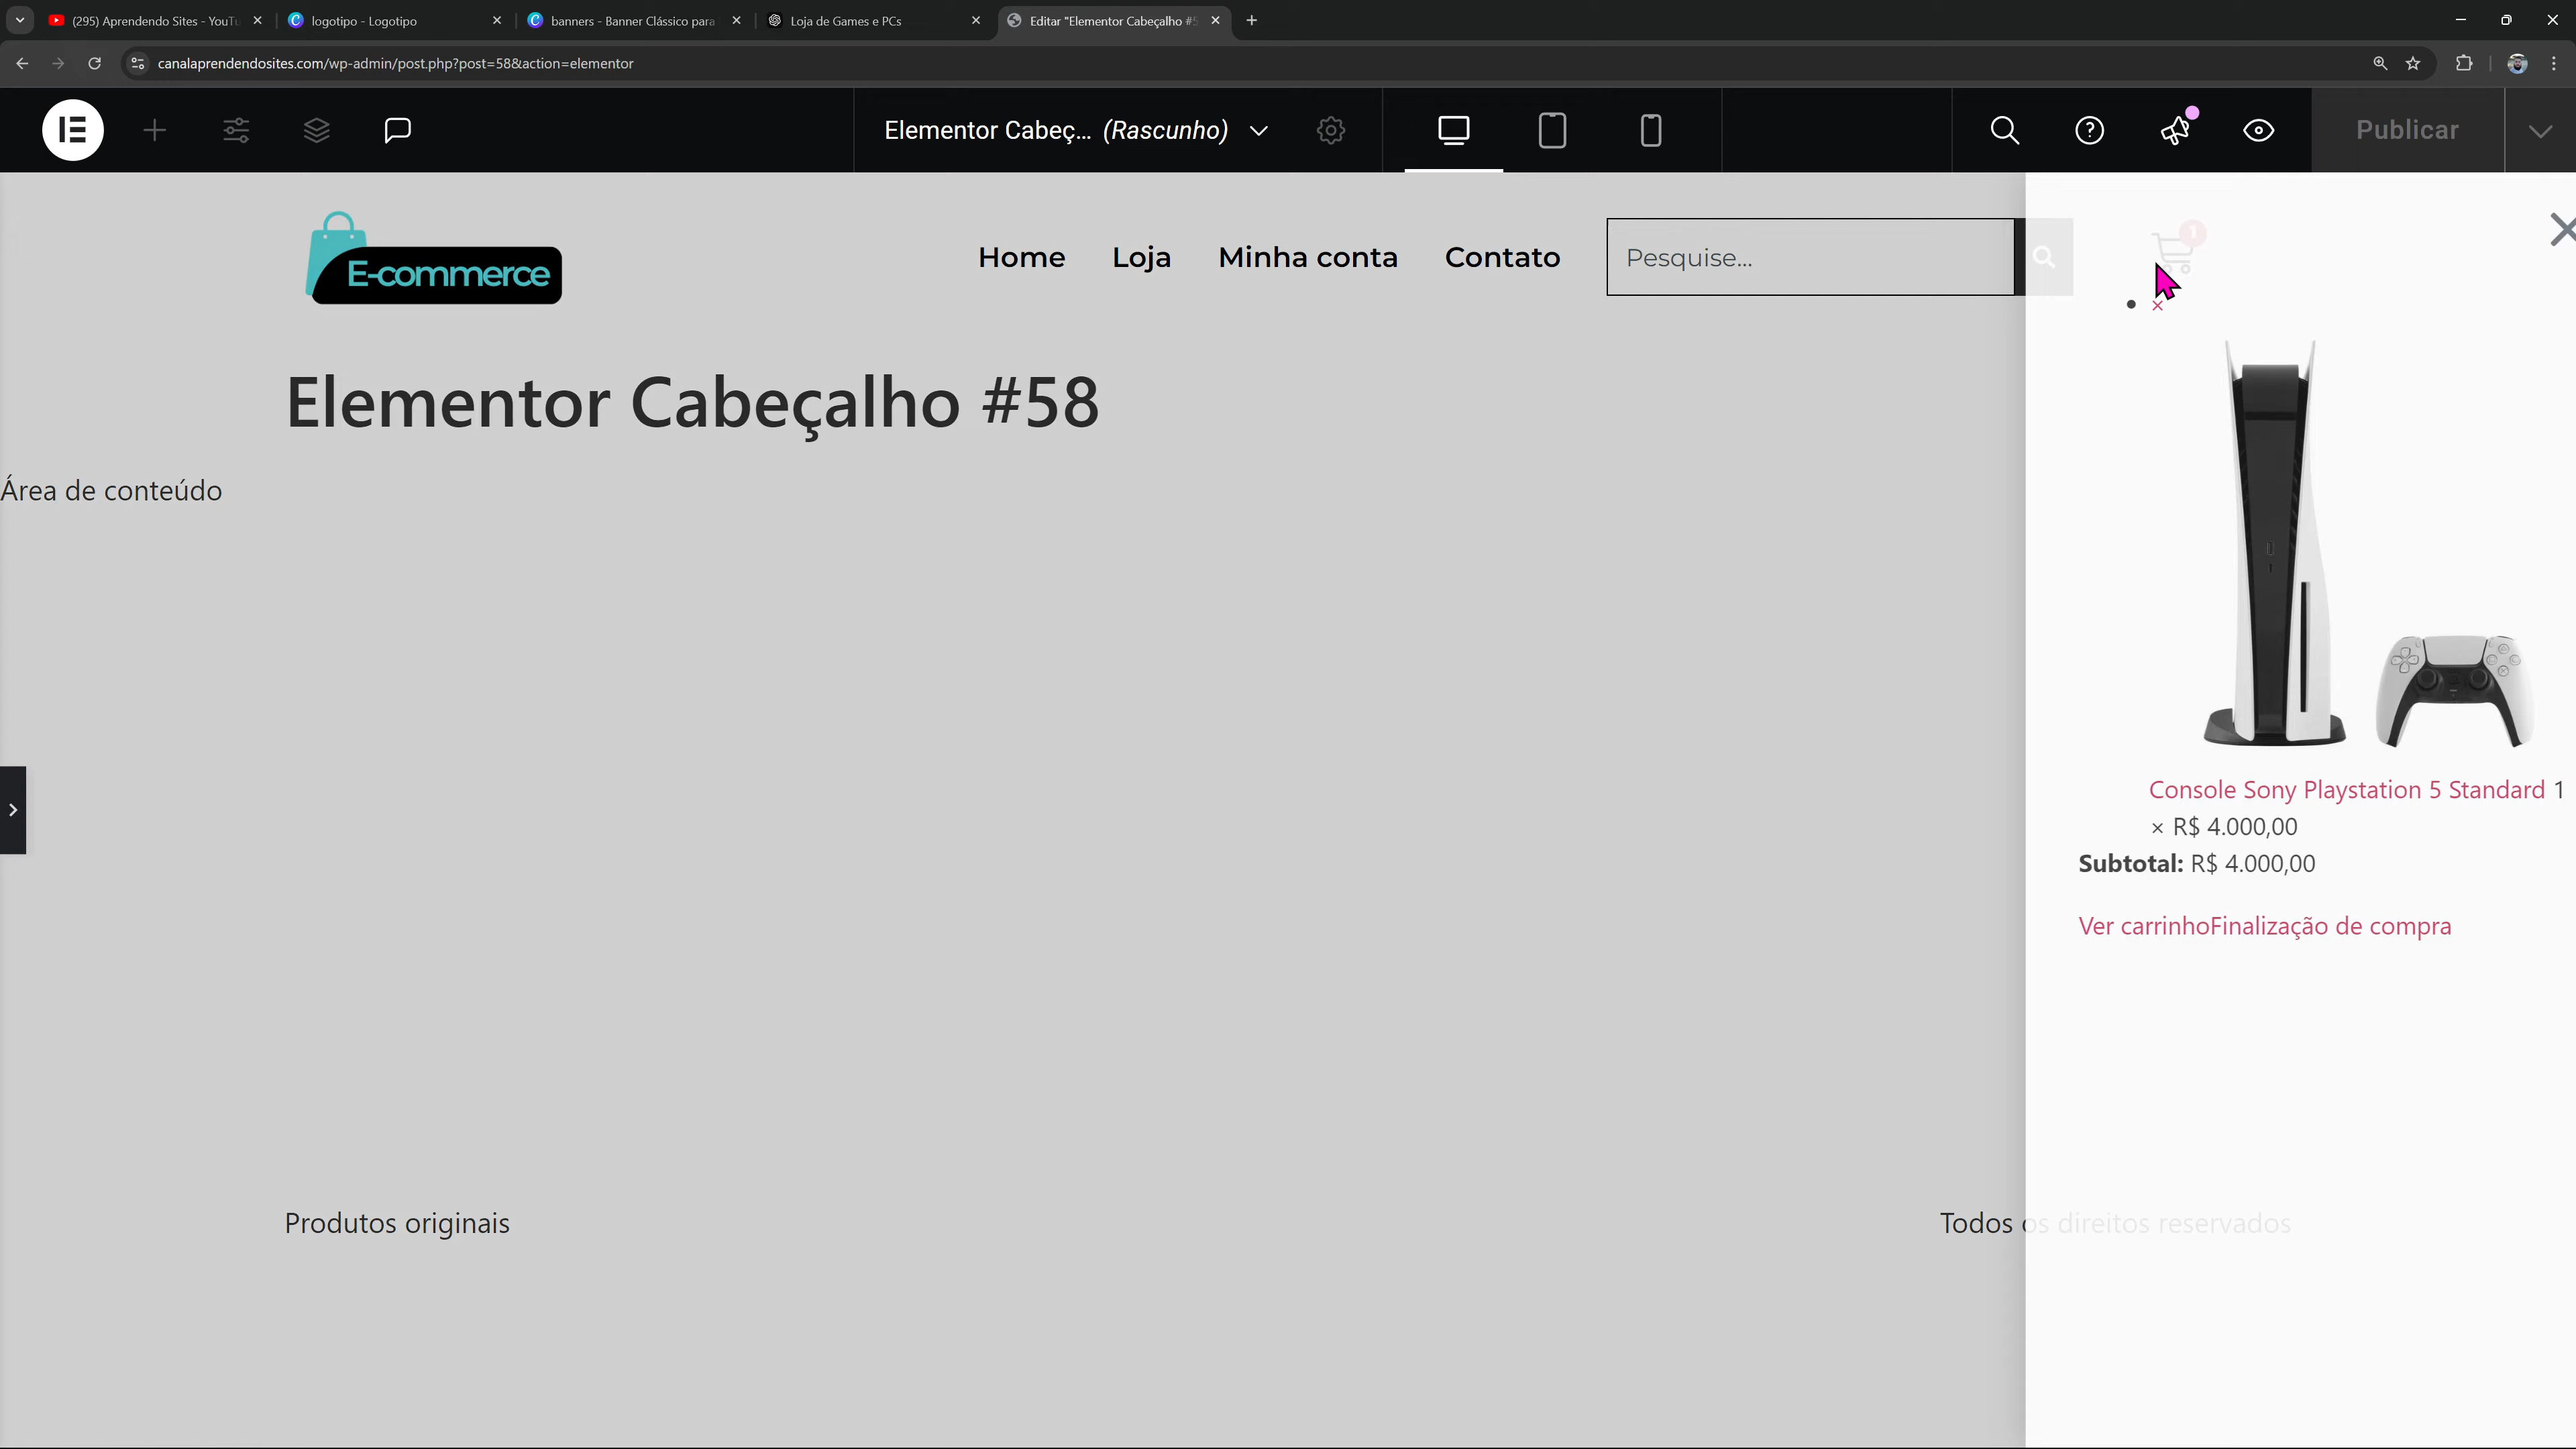 (295) Aprendendo Sites - YouTu
logotipo - Logotipo
banners - Banner Clássico para
Loja de Games e PCs
Editar "Elementor Cabeçalho #5
canalaprendendosites.com/wp-admin/post.php?post=58&action=elementor
Elementor Cabeç... (Rascunho)
Publicar
E-commerce
Home
Loja
Minha conta
Contato
Pesquise...
1
×
Elementor Cabeçalho #58
Área de conteúdo
Console Sony Playstation 5 Standard 1
× R$ 4.000,00
Subtotal: R$ 4.000,00
Ver carrinhoFinalização de compra
Produtos originais
Todos os direitos reservados